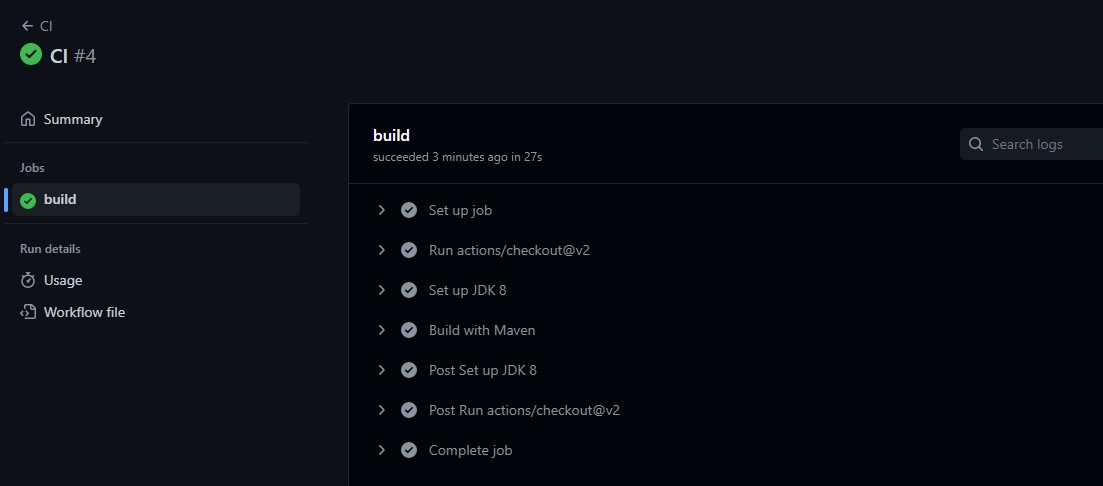 CI
CI #4
Summary
Jobs
build
Run details
Usage
Workflow file
build
succeeded 3 minutes ago in 27s
Search logs
Set up job
Run actions/checkout@v2
Set up JDK 8
Build with Maven
Post Set up JDK 8
Post Run actions/checkout@v2
Complete job